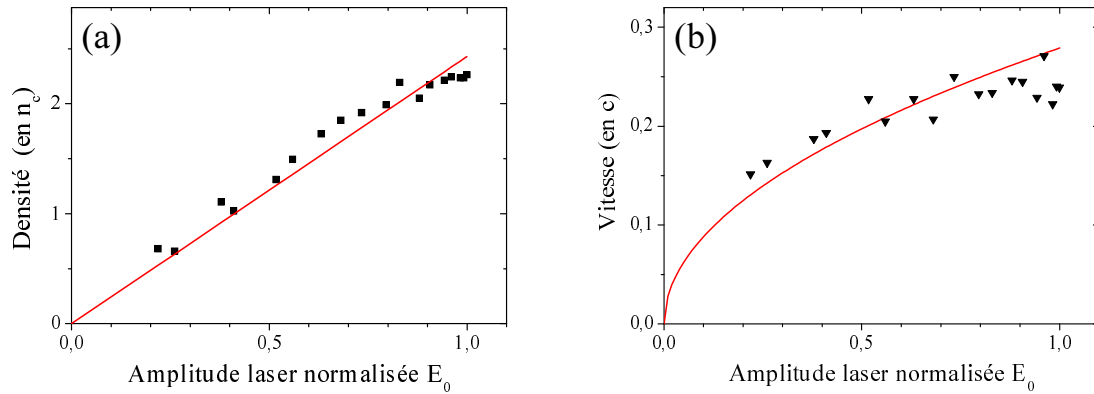 (a)
Densité (en n_c)
2
1
0
0,0
0,5
1,0
Amplitude laser normalisée E_0
(b)
Vitesse (en c)
0,3
0,2
0,1
0,0
0,0
0,5
1,0
Amplitude laser normalisée E_0